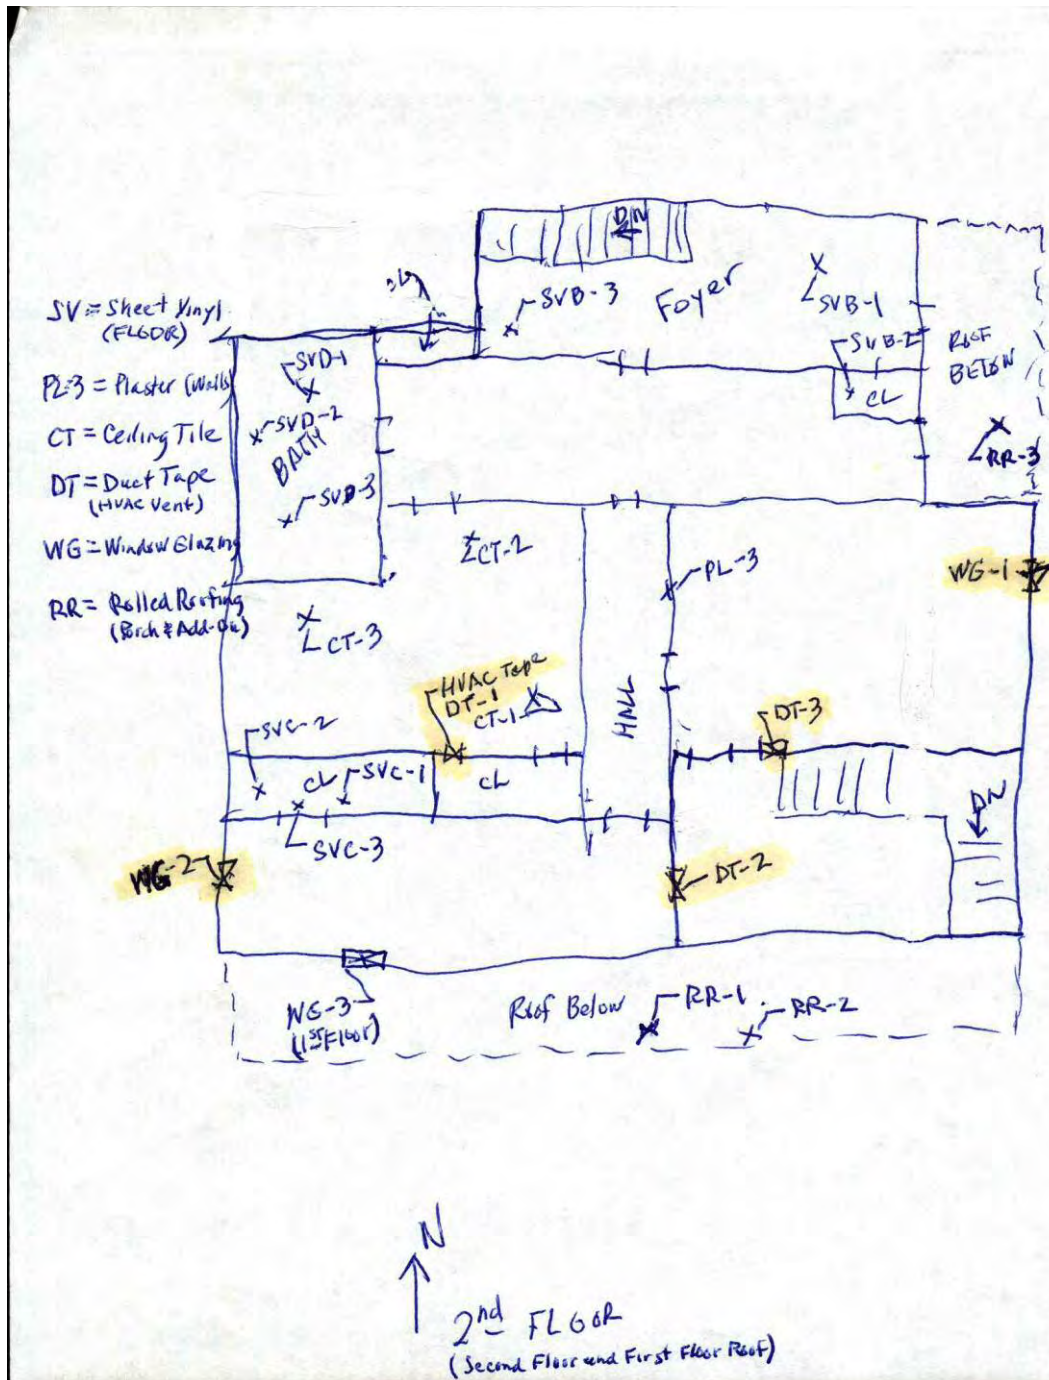 DN
SVB-3
Foyer
SVB-1
SV = Sheet Vinyl
(FLOOR)
SVD-1
SVB-2
ROOF
BELOW
PL-3 = Plaster (Walls)
CL
SVD-2
CT = Ceiling Tile
BATH
RR-3
DT = Duct Tape
(HVAC Vent)
SVD-3
WG = Window Glazing
CT-2
PL-3
WG-1
RR = Rolled Roofing
(Porch & Add-On)
CT-3
HVAC Tape
DT-1
CT-1
HALL
DT-3
SVC-2
CL
SVC-1
CL
DN
SVC-3
WG-2
DT-2
WG-3
(1st Floor)
Roof Below
RR-1
RR-2
N
2nd FLOOR
(Second Floor and First Floor Roof)